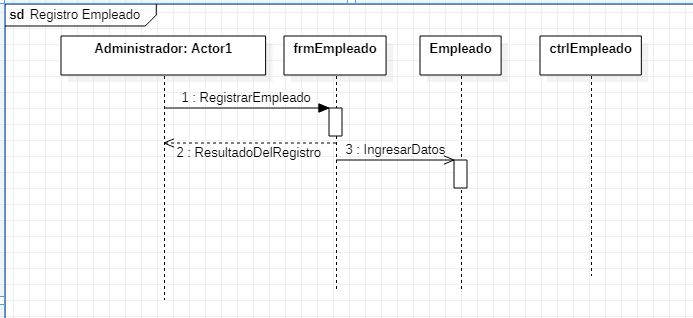 sd Registro Empleado
Administrador: Actor1
frmEmpleado
Empleado
ctrlEmpleado
1 : RegistrarEmpleado
2 : ResultadoDelRegistro
3 : IngresarDatos